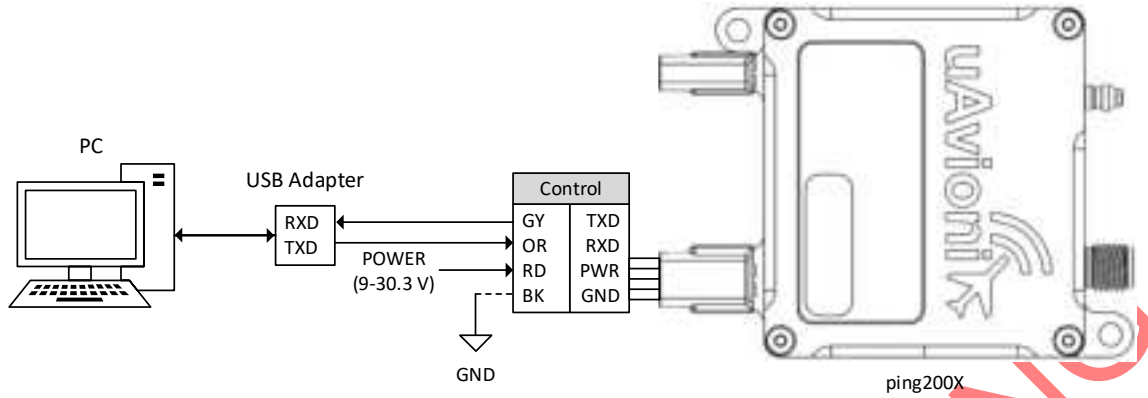 PC
USB Adapter
RXD
TXD
POWER
(9-30.3 V)
GND
Control
GY TXD
OR RXD
RD PWR
BK GND
uAvioni
ping200X